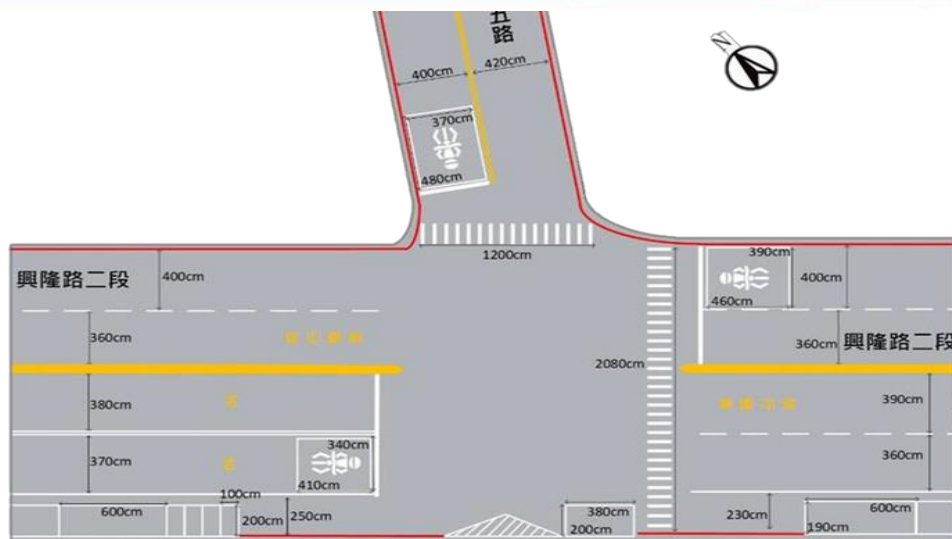 五路
400cm
420cm
N
370cm
480cm
1200cm
興隆路二段
400cm
390cm
400cm
460cm
360cm
2080cm
360cm
興隆路二段
380cm
390cm
370cm
340cm
410cm
360cm
100cm
600cm
200cm
250cm
380cm
200cm
230cm
600cm
190cm